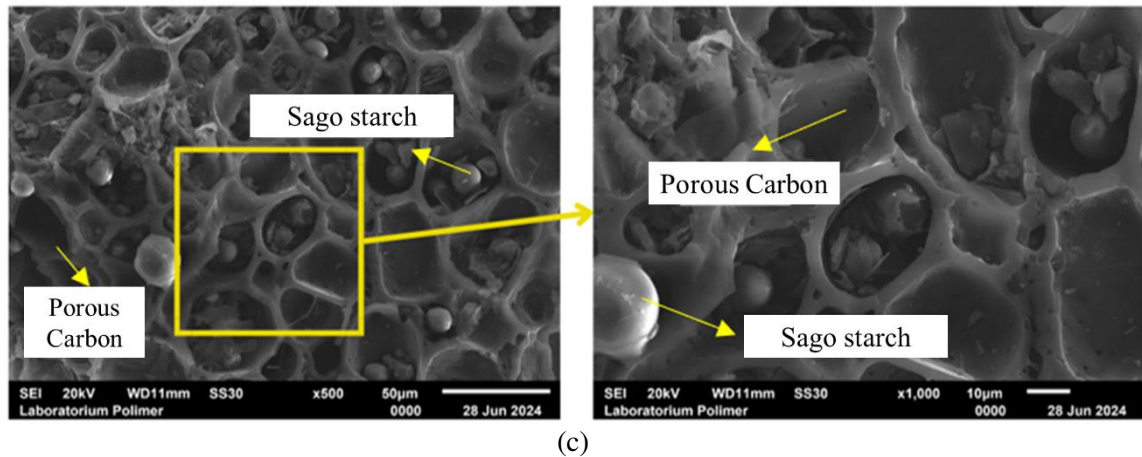 Sago starch
Porous
Carbon
SEI 20kV WD11mm SS30 x500 50µm
Laboratorium Polimer 0000 28 Jun 2024
Porous Carbon
Sago starch
SEI 20kV WD11mm SS30 x1,000 10µm
Laboratorium Polimer 0000 28 Jun 2024
(c)